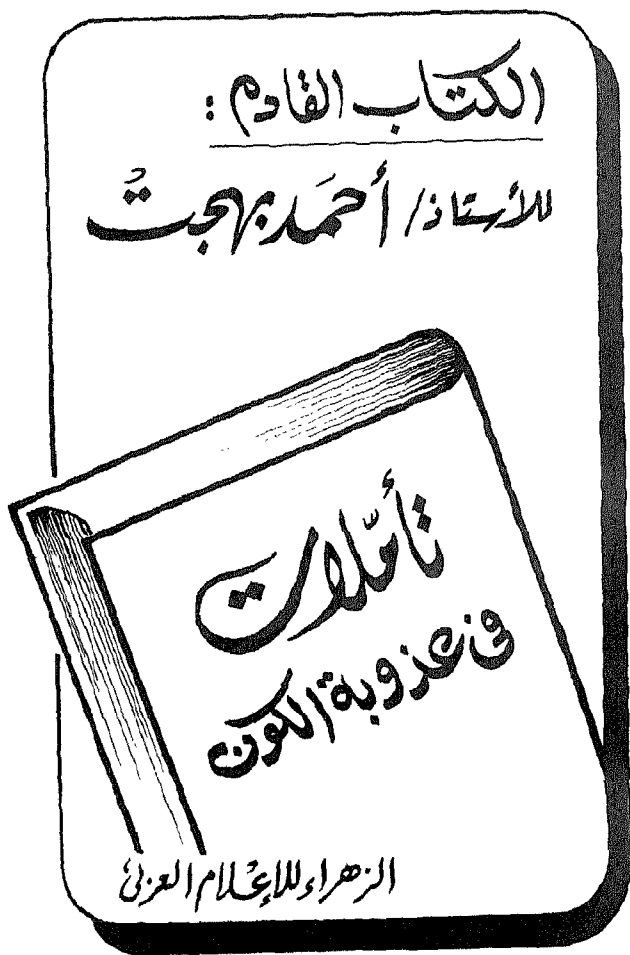 الكتاب القادم :
للأستاذ / أحمد بهجت
تأملات
في عذوبة الكون
الزهراء للإعلام العربي